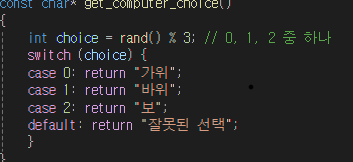 const char* get_computer_choice()
{
int choice = rand() % 3; // 0, 1, 2 중 하나
switch (choice) {
case 0: return "가위";
case 1: return "바위";
case 2: return "보";
default: return "잘못된 선택";
}
}